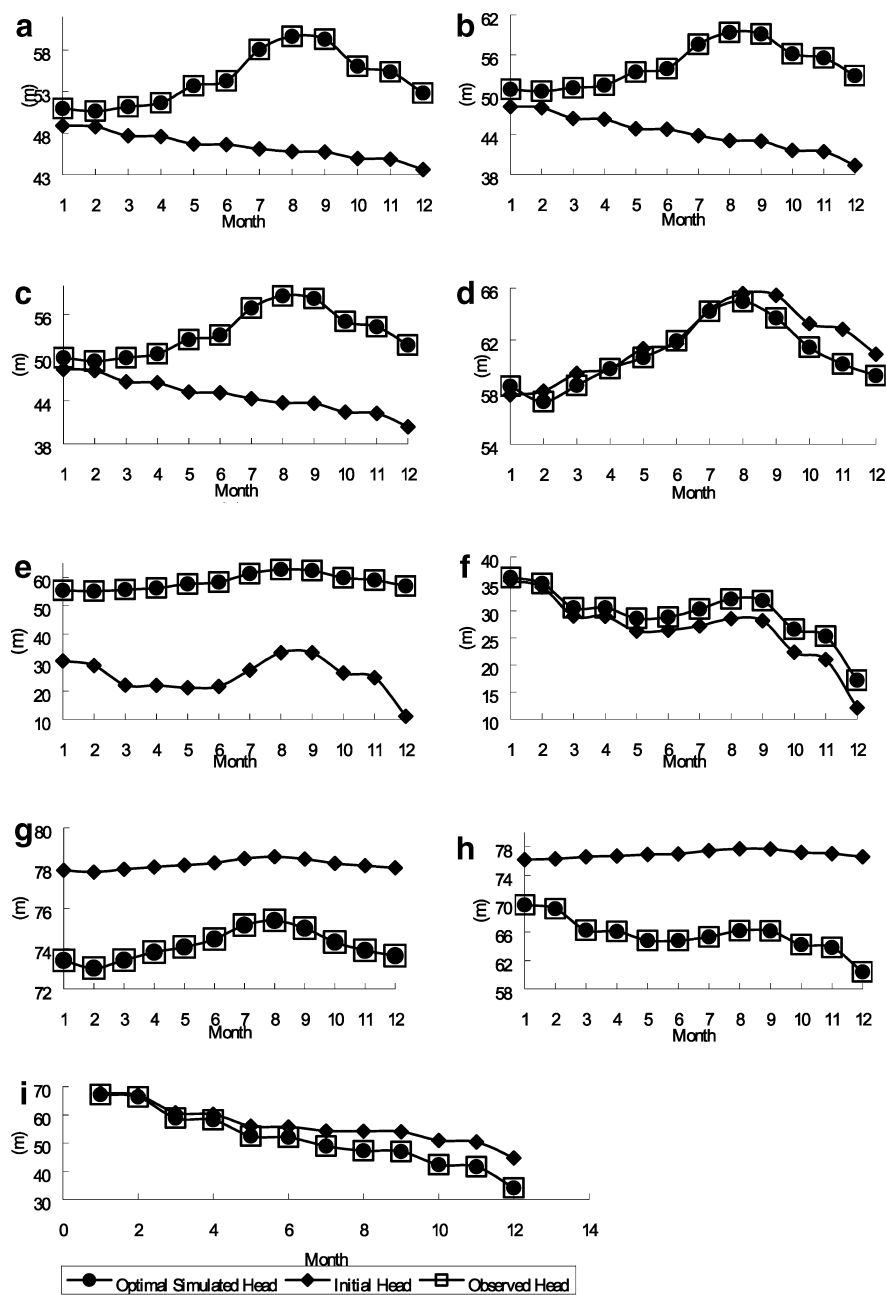 a
58
53
48
43
(m)
1 2 3 4 5 6 7 8 9 10 11 12
Month
b
62
56
50
44
38
(m)
1 2 3 4 5 6 7 8 9 10 11 12
Month
c
56
50
44
38
(m)
1 2 3 4 5 6 7 8 9 10 11 12
Month
d
66
62
58
54
(m)
1 2 3 4 5 6 7 8 9 10 11 12
Month
e
60
50
40
30
20
10
(m)
1 2 3 4 5 6 7 8 9 10 11 12
Month
f
40
35
30
25
20
15
10
(m)
1 2 3 4 5 6 7 8 9 10 11 12
Month
g
80
78
76
74
72
(m)
1 2 3 4 5 6 7 8 9 10 11 12
Month
h
78
74
70
66
62
58
(m)
1 2 3 4 5 6 7 8 9 10 11 12
Month
i
70
60
50
40
30
(m)
0 2 4 6 8 10 12 14
Month
Optimal Simulated Head Initial Head Observed Head